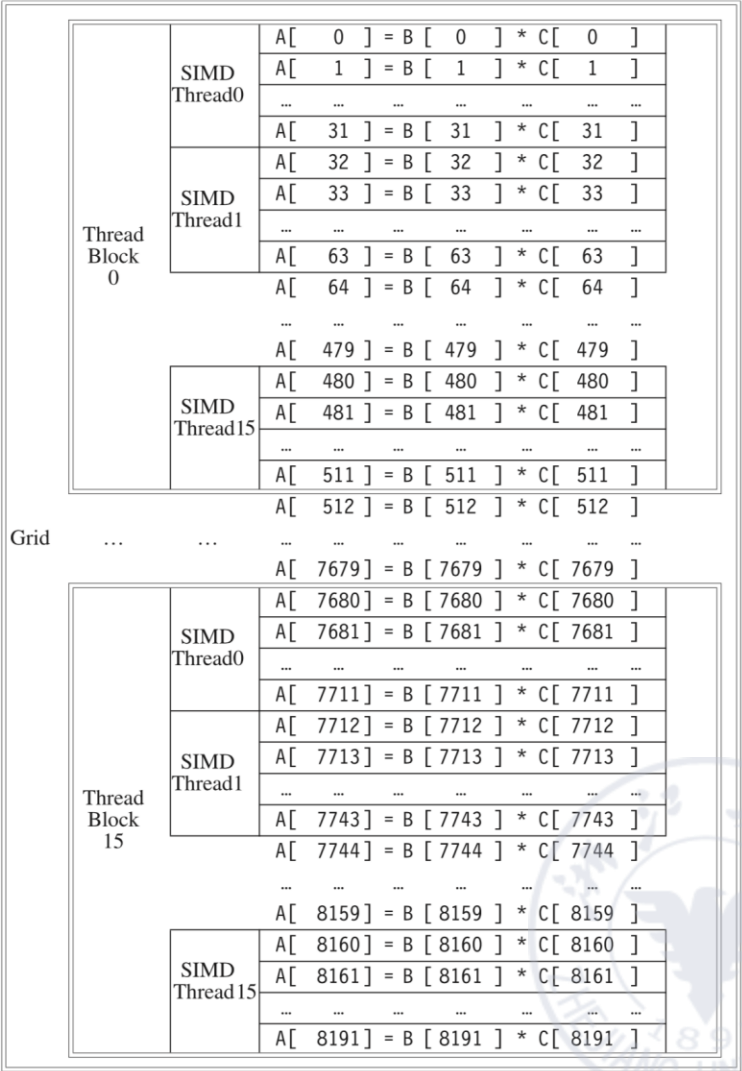 A[ 0 ] = B [ 0 ] * C[ 0 ]
SIMD Thread0
A[ 1 ] = B [ 1 ] * C[ 1 ]
... ... ... ... ... ... ...
A[ 31 ] = B [ 31 ] * C[ 31 ]
A[ 32 ] = B [ 32 ] * C[ 32 ]
SIMD Thread1
A[ 33 ] = B [ 33 ] * C[ 33 ]
... ... ... ... ... ... ...
Thread Block 0
A[ 63 ] = B [ 63 ] * C[ 63 ]
A[ 64 ] = B [ 64 ] * C[ 64 ]
... ... ... ... ... ... ...
A[ 479 ] = B [ 479 ] * C[ 479 ]
A[ 480 ] = B [ 480 ] * C[ 480 ]
SIMD Thread15
A[ 481 ] = B [ 481 ] * C[ 481 ]
... ... ... ... ... ... ...
A[ 511 ] = B [ 511 ] * C[ 511 ]
A[ 512 ] = B [ 512 ] * C[ 512 ]
Grid ... ... ... ... ... ... ... ... ...
A[ 7679] = B [ 7679 ] * C[ 7679 ]
A[ 7680] = B [ 7680 ] * C[ 7680 ]
SIMD Thread0
A[ 7681] = B [ 7681 ] * C[ 7681 ]
... ... ... ... ... ... ...
A[ 7711] = B [ 7711 ] * C[ 7711 ]
A[ 7712] = B [ 7712 ] * C[ 7712 ]
SIMD Thread1
A[ 7713] = B [ 7713 ] * C[ 7713 ]
... ... ... ... ... ... ...
Thread Block 15
A[ 7743] = B [ 7743 ] * C[ 7743 ]
A[ 7744] = B [ 7744 ] * C[ 7744 ]
... ... ... ... ... ... ...
A[ 8159] = B [ 8159 ] * C[ 8159 ]
A[ 8160] = B [ 8160 ] * C[ 8160 ]
SIMD Thread15
A[ 8161] = B [ 8161 ] * C[ 8161 ]
... ... ... ... ... ... ...
A[ 8191] = B [ 8191 ] * C[ 8191 ]